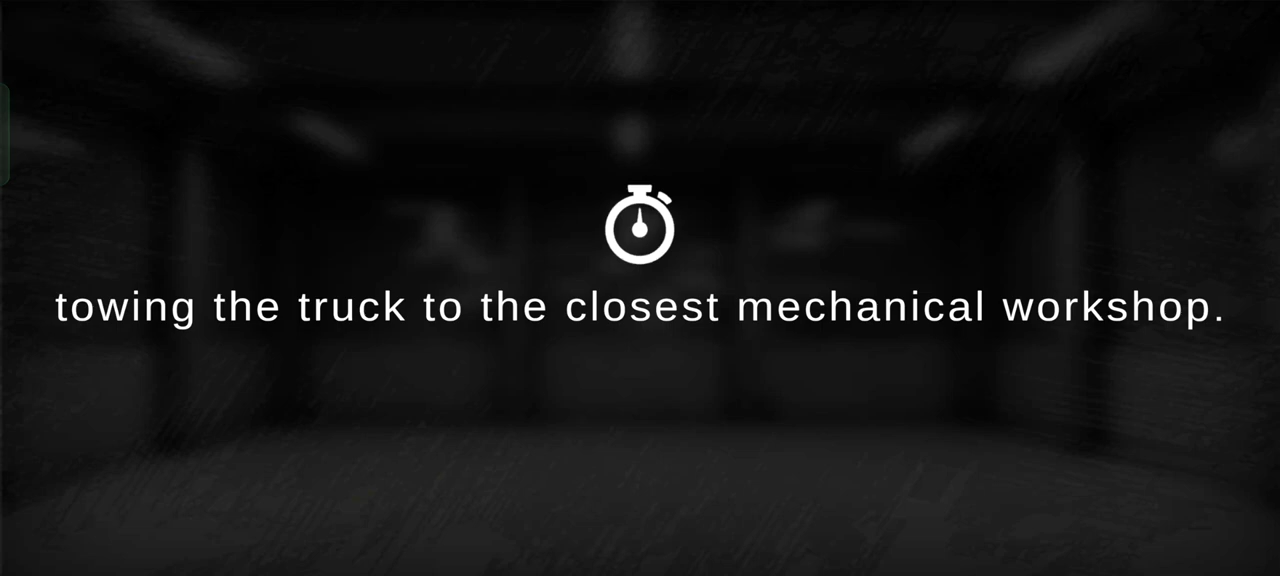 towing the truck to the closest mechanical workshop.